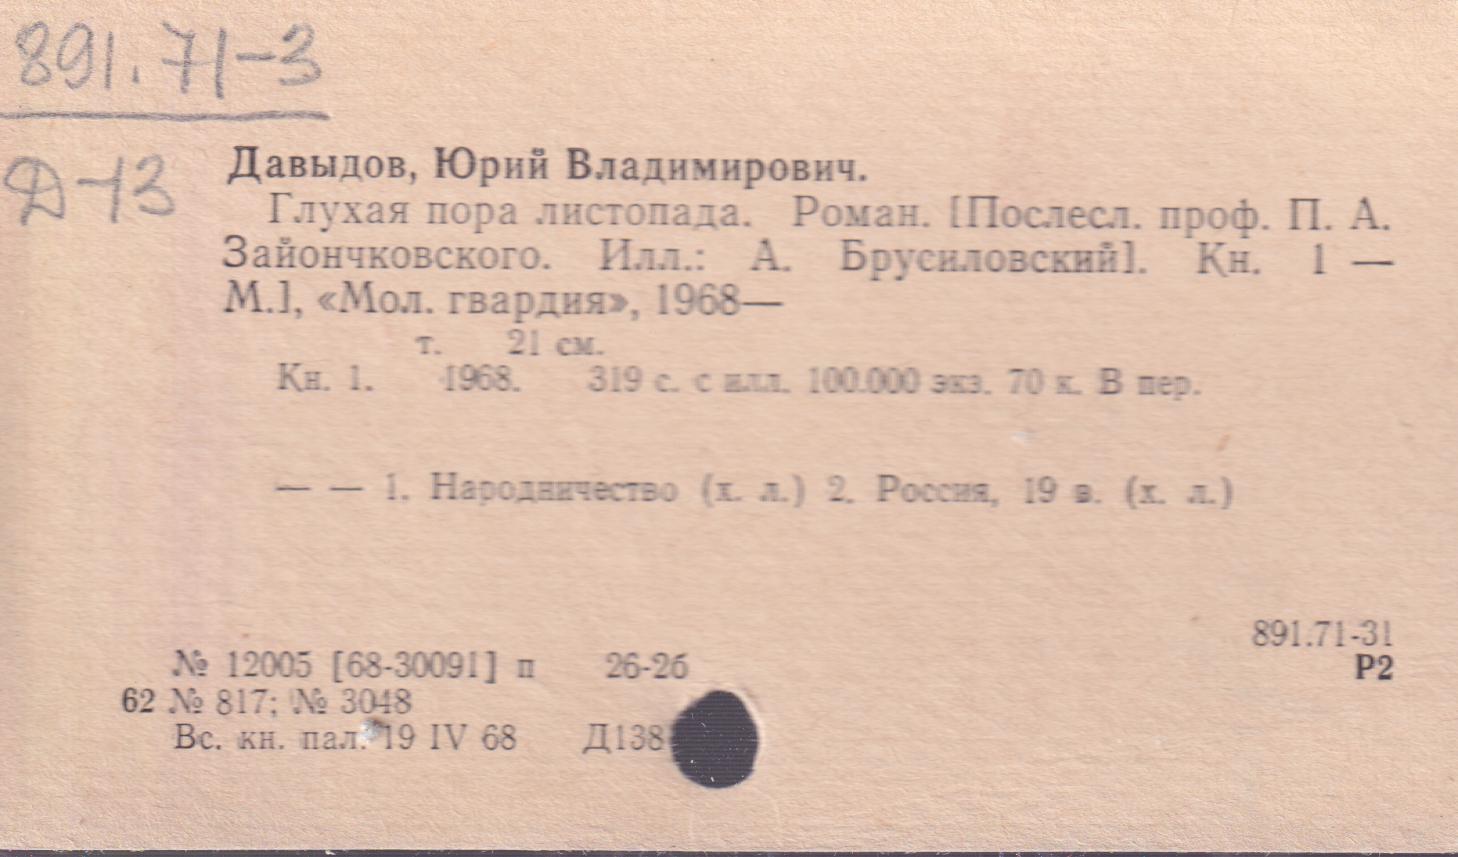 891.71-3
Д-13
Давыдов, Юрий Владимирович.
Глухая пора листопада. Роман. [Послесл. проф. П. А.
Зайончковского. Илл.: А. Брусиловский]. Кн. 1 —
М.], «Мол. гвардия», 1968—
т. 21 см.
Кн. 1. 1968. 319 с. с илл. 100.000 экз. 70 к. В пер.
— — 1. Народничество (х. л.) 2. Россия, 19 в. (х. л.)
891.71-31
Р2
№ 12005 [68-30091] п 26-2б
62 № 817; № 3048
Вс. кн. пал. 19 IV 68 Д138